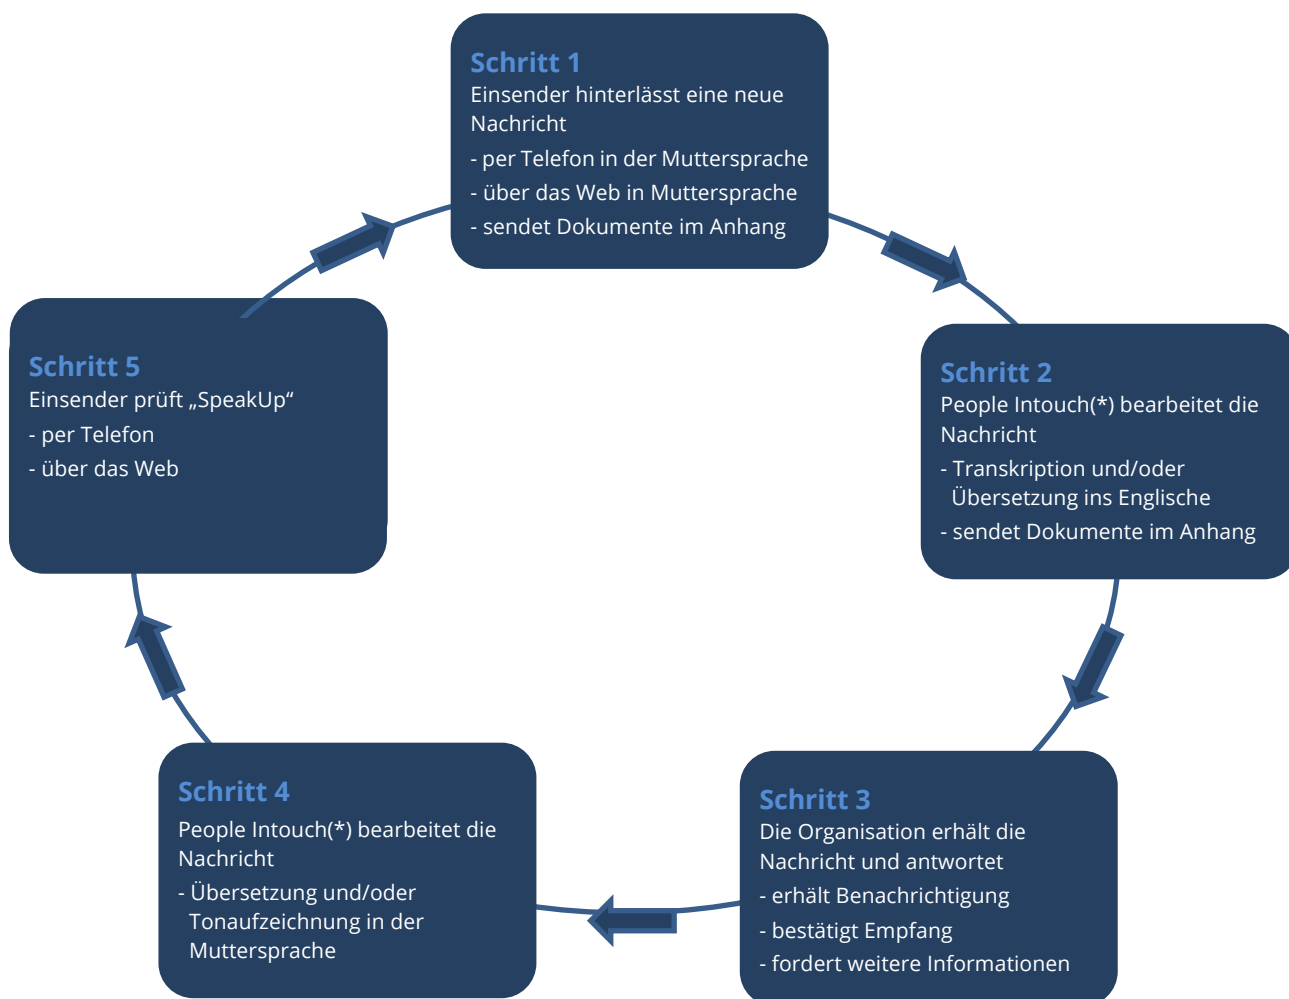 Schritt 1
Einsender hinterlässt eine neue
Nachricht
- per Telefon in der Muttersprache
- über das Web in Muttersprache
- sendet Dokumente im Anhang
Schritt 2
People Intouch(*) bearbeitet die
Nachricht
- Transkription und/oder
Übersetzung ins Englische
- sendet Dokumente im Anhang
Schritt 3
Die Organisation erhält die
Nachricht und antwortet
- erhält Benachrichtigung
- bestätigt Empfang
- fordert weitere Informationen
Schritt 4
People Intouch(*) bearbeitet die
Nachricht
- Übersetzung und/oder
Tonaufzeichnung in der
Muttersprache
Schritt 5
Einsender prüft „SpeakUp“
- per Telefon
- über das Web